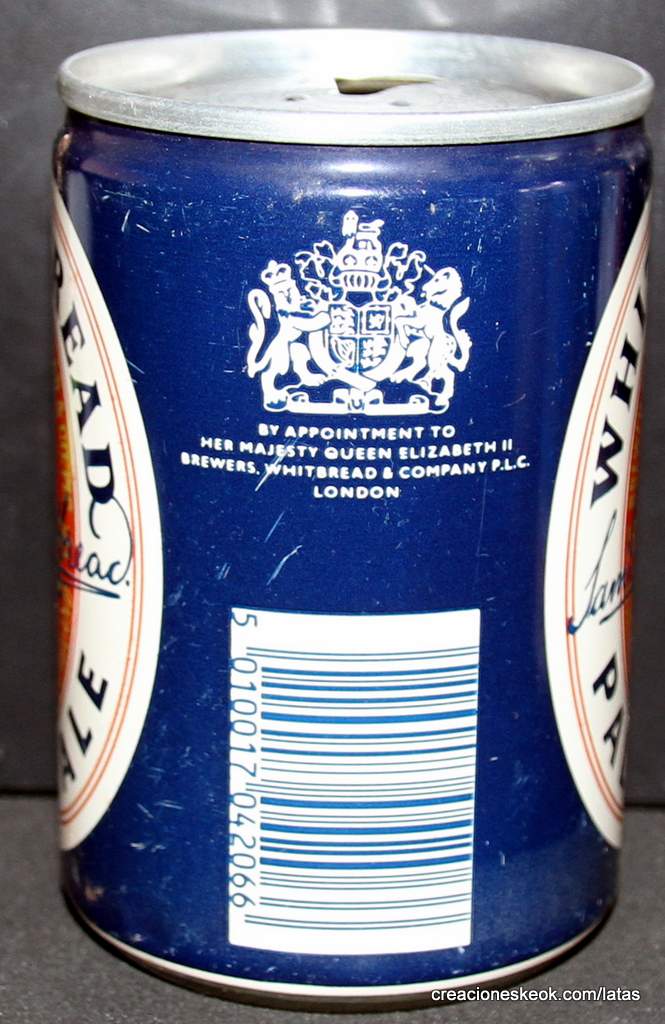 BY APPOINTMENT TO
HER MAJESTY QUEEN ELIZABETH II
BREWERS, WHITBREAD & COMPANY P.L.C.
LONDON
5 010017 042066
creacioneskeok.com/latas